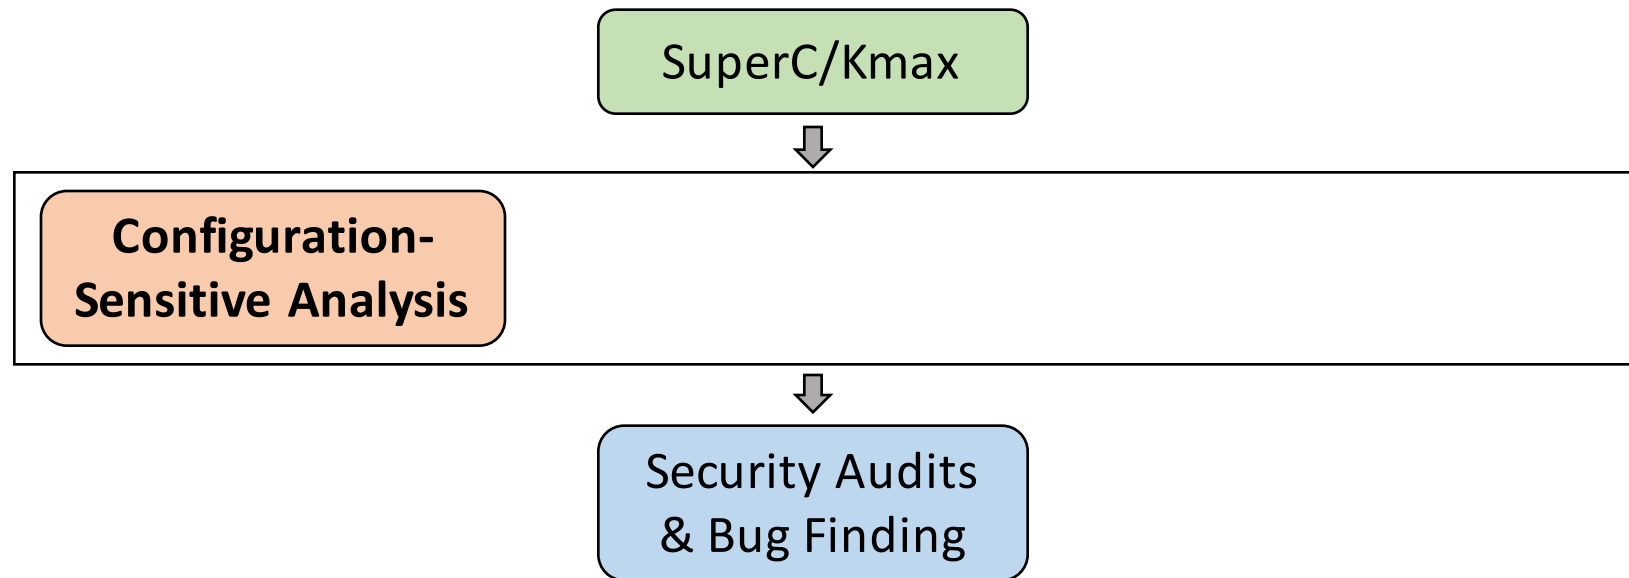 SuperC/Kmax
Configuration-
Sensitive Analysis
Security Audits
& Bug Finding